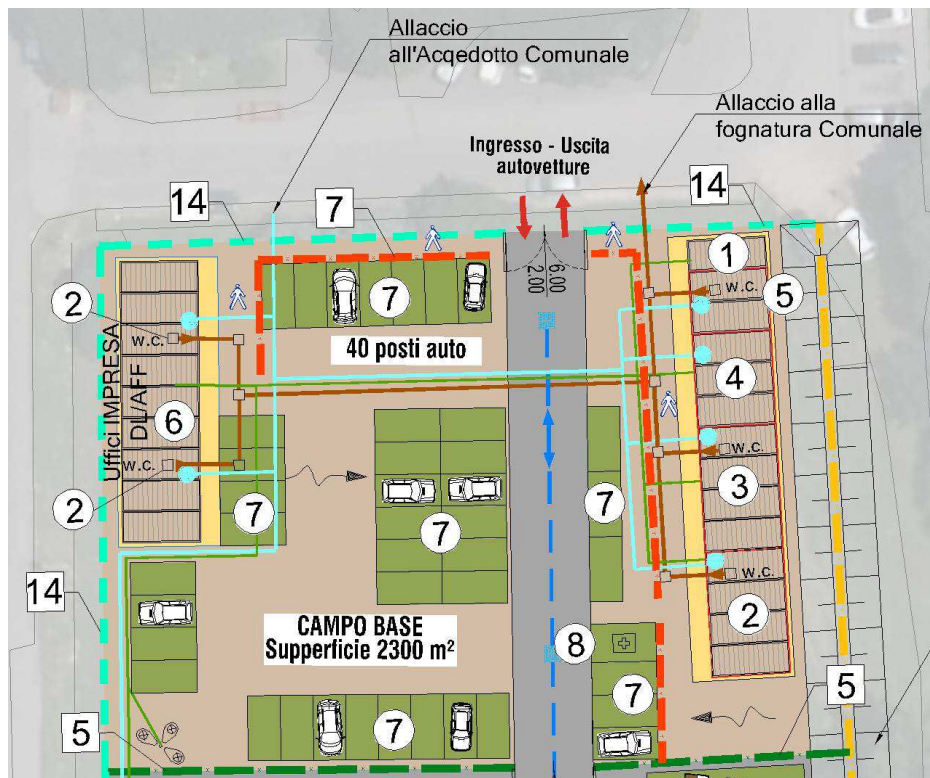 Allaccio
all'Acqedotto Comunale
Allaccio alla
fognatura Comunale
Ingresso - Uscita
autovetture
14
7
14
1
2
6.00
2.00
7
W.C.
5
W.C.
40 posti auto
4
Uffici IMPRESA
DL/AFF
6
W.C.
W.C.
2
7
7
7
3
W.C.
14
CAMPO BASE
Supperficie 2300 m²
8
2
7
5
7
5